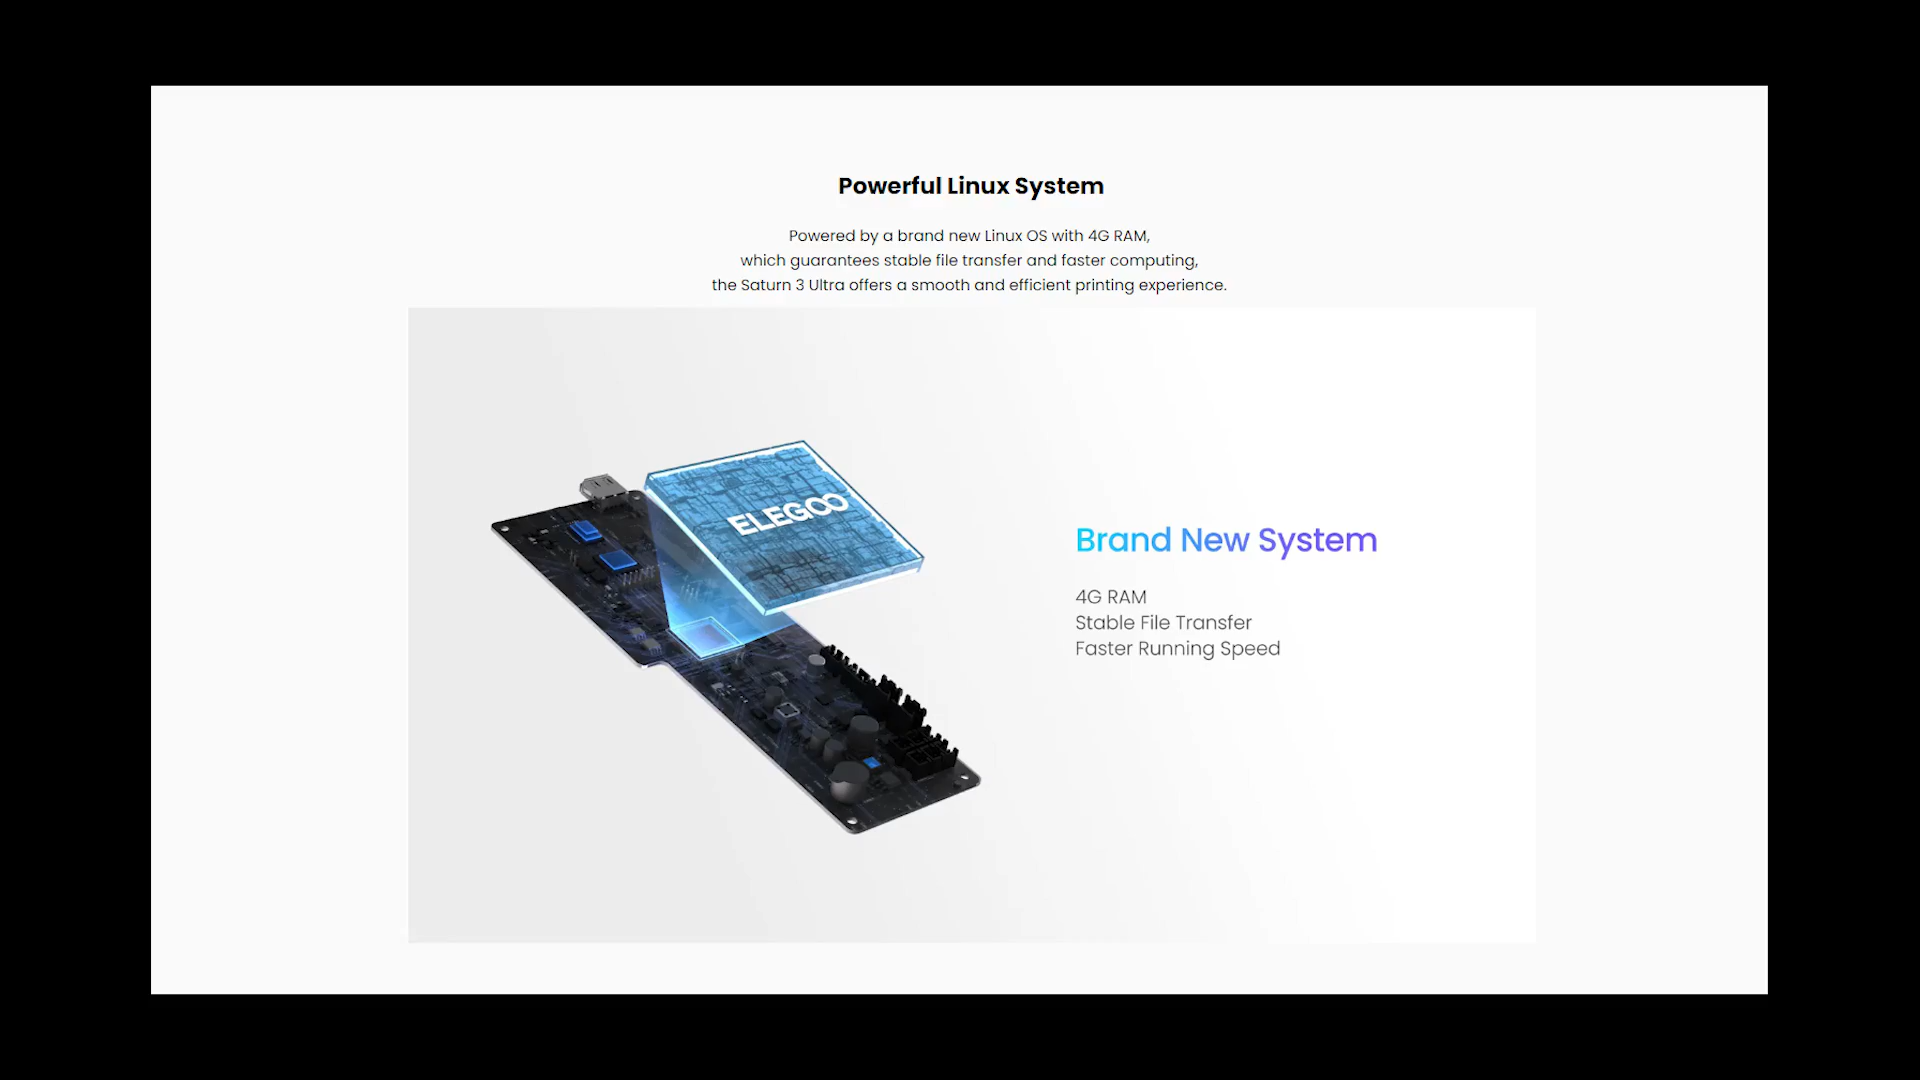 Powerful Linux System
Powered by a brand new Linux OS with 4G RAM,
which guarantees stable file transfer and faster computing,
the Saturn 3 Ultra offers a smooth and efficient printing experience.
ELEGOO
Brand New System
4G RAM
Stable File Transfer
Faster Running Speed